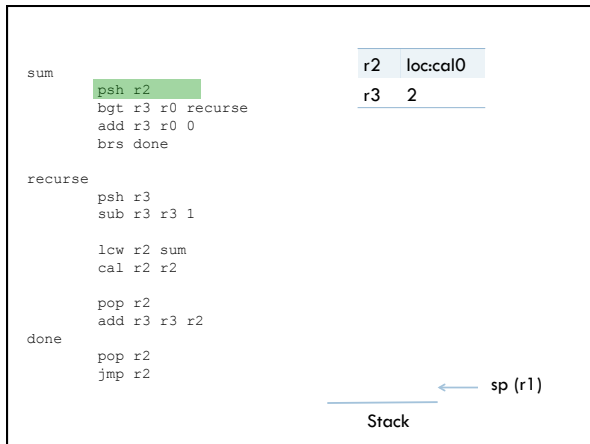 sum
psh r2
bgt r3 r0 recurse
add r3 r0 0
brs done
recurse
psh r3
sub r3 r3 1
lcw r2 sum
cal r2 r2
pop r2
add r3 r3 r2
done
pop r2
jmp r2
r2 loc:cal0
r3 2
sp (r1)
Stack